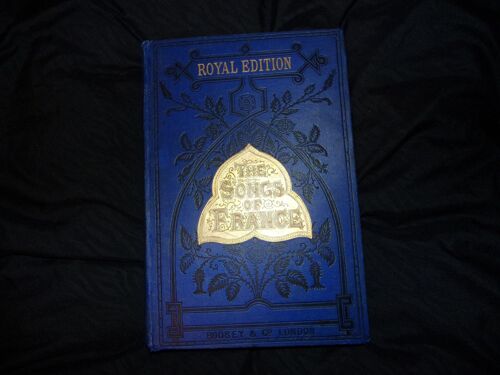 ROYAL EDITION
THE
SONGS
OF
FRANCE
BOOSEY & Co LONDON